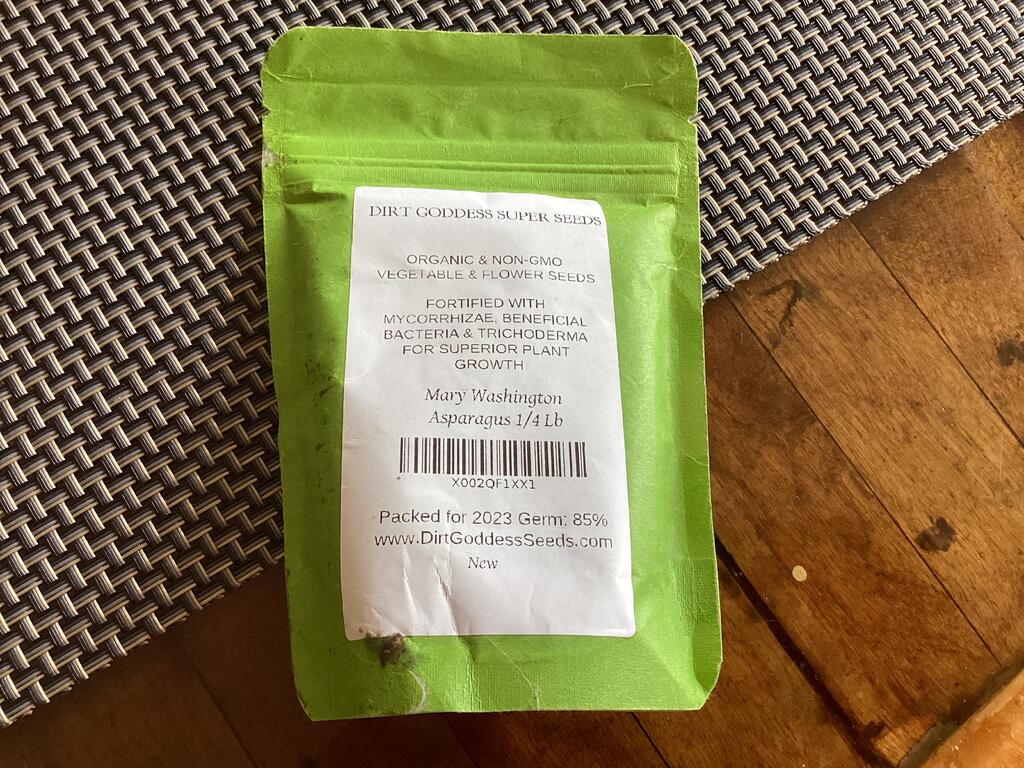 DIRT GODDESS SUPER SEEDS
ORGANIC & NON-GMO
VEGETABLE & FLOWER SEEDS
FORTIFIED WITH
MYCORRHIZAE, BENEFICIAL
BACTERIA & TRICHODERMA
FOR SUPERIOR PLANT
GROWTH
Mary Washington
Asparagus 1/4 Lb
X002QF1XX1
Packed for 2023 Germ: 85%
www.DirtGoddessSeeds.com
New